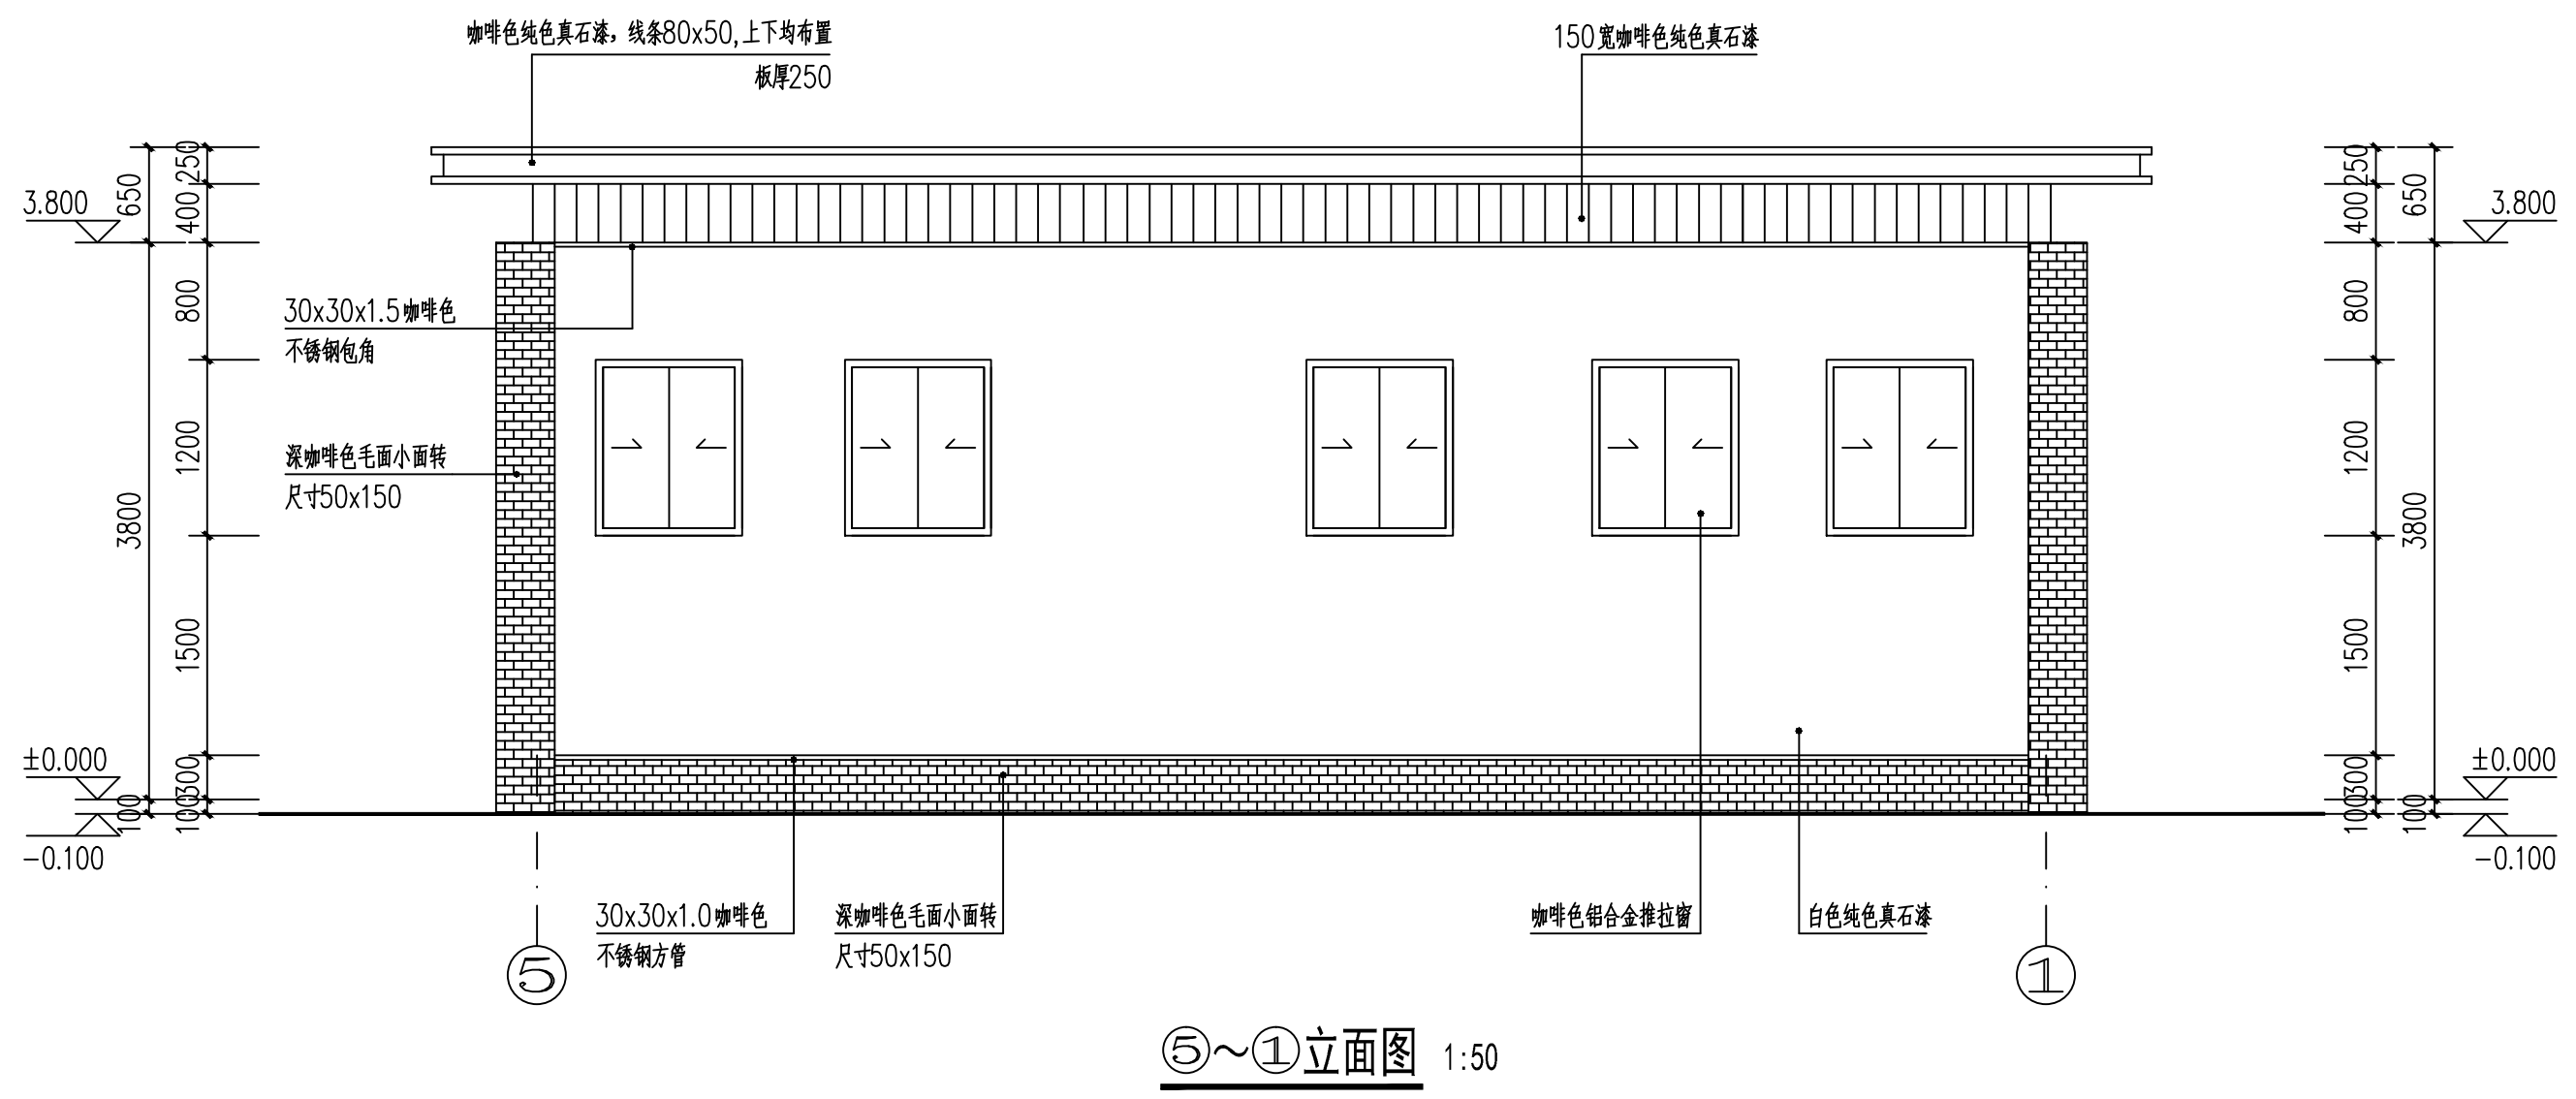 咖啡色纯色真石漆，线条80x50,上下均布置
板厚250
150宽咖啡色纯色真石漆
250
650
400
3.800
800
30x30x1.5咖啡色
不锈钢包角
1200
深咖啡色毛面小面转
尺寸50x150
3800
1500
±0.000
300
100
100
-0.100
250
400
650
3.800
800
1200
3800
1500
±0.000
300
100
100
-0.100
30x30x1.0咖啡色
不锈钢方管
深咖啡色毛面小面转
尺寸50x150
咖啡色铝合金推拉窗
白色纯色真石漆
5
1
⑤～①立面图 1:50